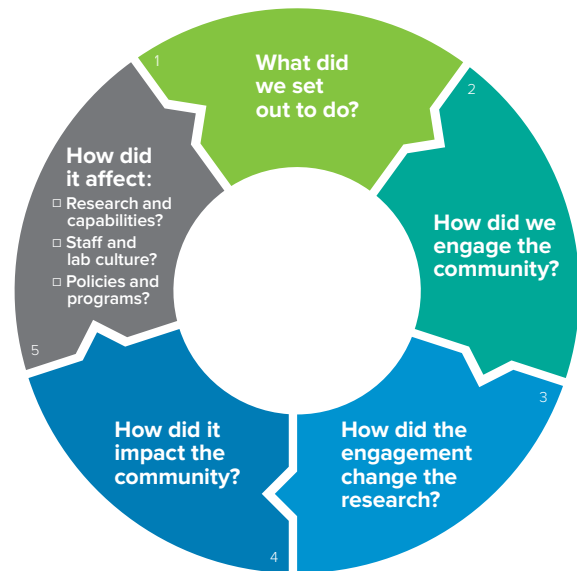 1
What did
we set
out to do?
2
How did we
engage the
community?
3
How did the
engagement
change the
research?
4
How did it
impact the
community?
5
How did
it affect:
□ Research and
capabilities?
□ Staff and
lab culture?
□ Policies and
programs?